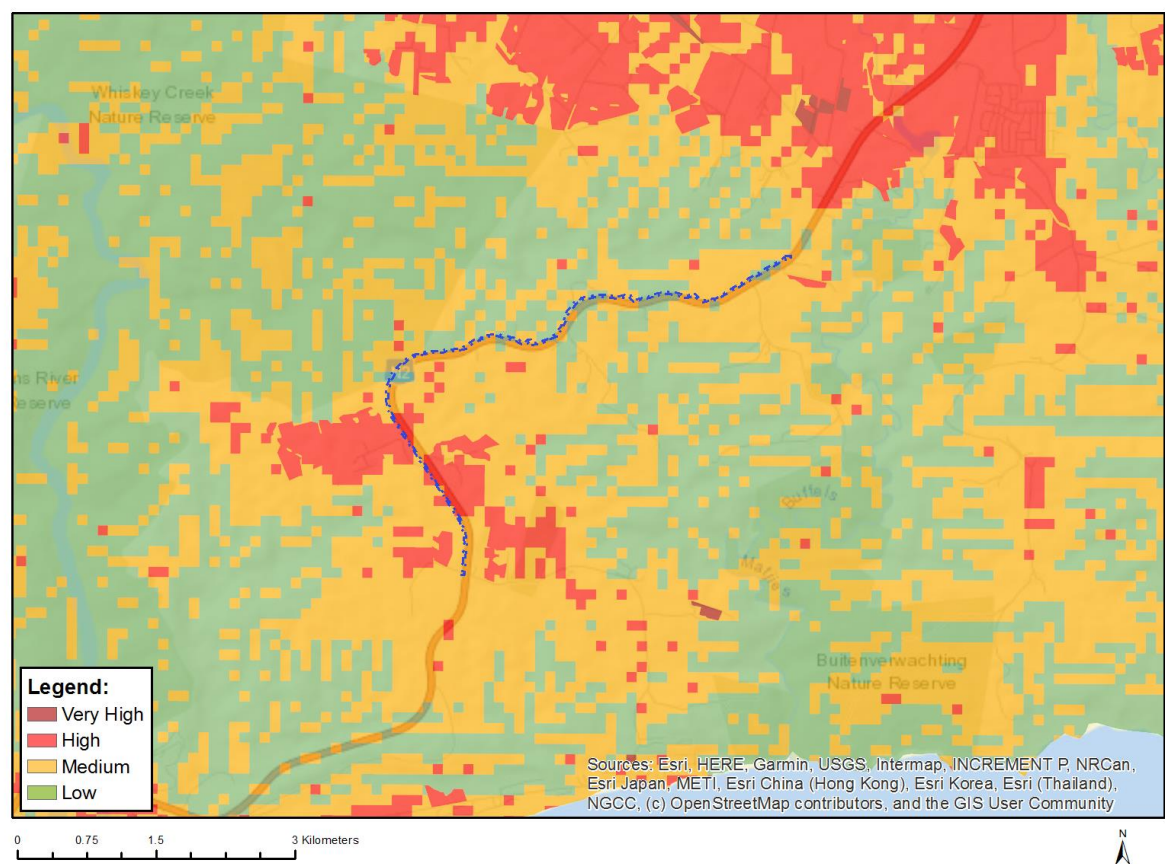 Whiskey Creek
Nature Reserve
ns River
Reserve
Buffels
Matjies
Buitenverwachting
Nature Reserve
Legend:
Very High
High
Medium
Low
Sources: Esri, HERE, Garmin, USGS, Intermap, INCREMENT P, NRCan,
Esri Japan, METI, Esri China (Hong Kong), Esri Korea, Esri (Thailand),
NGCC, (c) OpenStreetMap contributors, and the GIS User Community
0 0.75 1.5 3 Kilometers
N